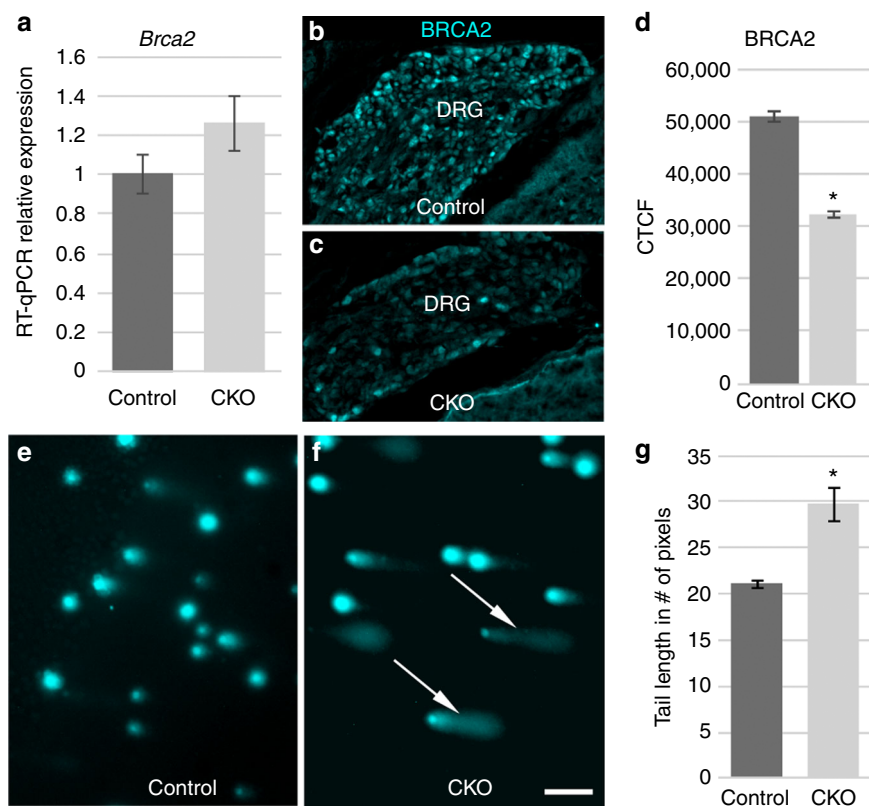 a
Brca2
RT-qPCR relative expression
1.6
1.4
1.2
1
0.8
0.6
0.4
0.2
0
Control CKO
b
BRCA2
DRG
Control
c
DRG
CKO
d
BRCA2
CTCF
60,000
50,000
40,000
30,000
20,000
10,000
0
*
Control CKO
e
Control
f
CKO
g
Tail length in # of pixels
35
30
25
20
15
10
5
0
*
Control CKO